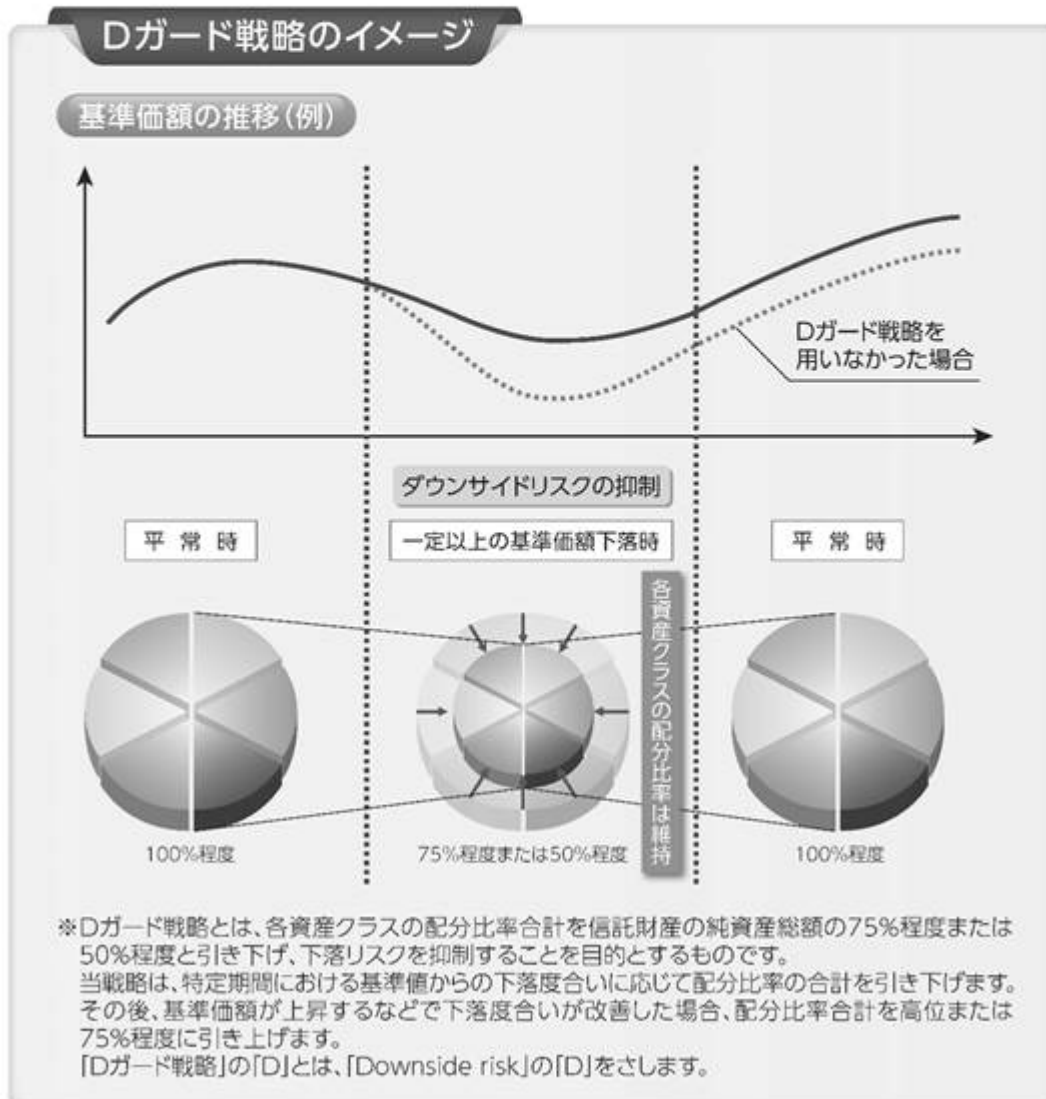 Dガード戦略のイメージ
基準価額の推移(例)
Dガード戦略を
用いなかった場合
ダウンサイドリスクの抑制
平常時
一定以上の基準価額下落時
平常時
各資産クラスの配分比率は維持
100%程度
75%程度または50%程度
100%程度
※Dガード戦略とは、各資産クラスの配分比率合計を信託財産の純資産総額の75%程度または
50%程度と引き下げ、下落リスクを抑制することを目的とするものです。
当戦略は、特定期間における基準値からの下落度合いに応じて配分比率の合計を引き下げます。
その後、基準価額が上昇するなどで下落度合いが改善した場合、配分比率合計を高位または
75%程度に引き上げます。
「Dガード戦略」の「D」とは、「Downside risk」の「D」をさします。